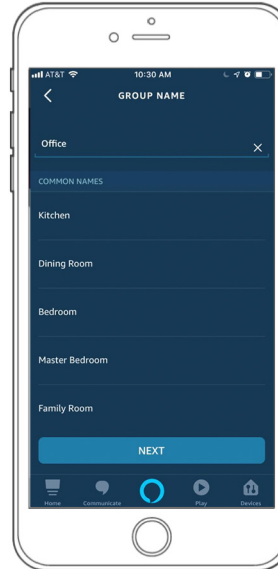 AT&T 10:30 AM
GROUP NAME
Office
COMMON NAMES
Kitchen
Dining Room
Bedroom
Master Bedroom
Family Room
NEXT
Home Communicate Play Devices